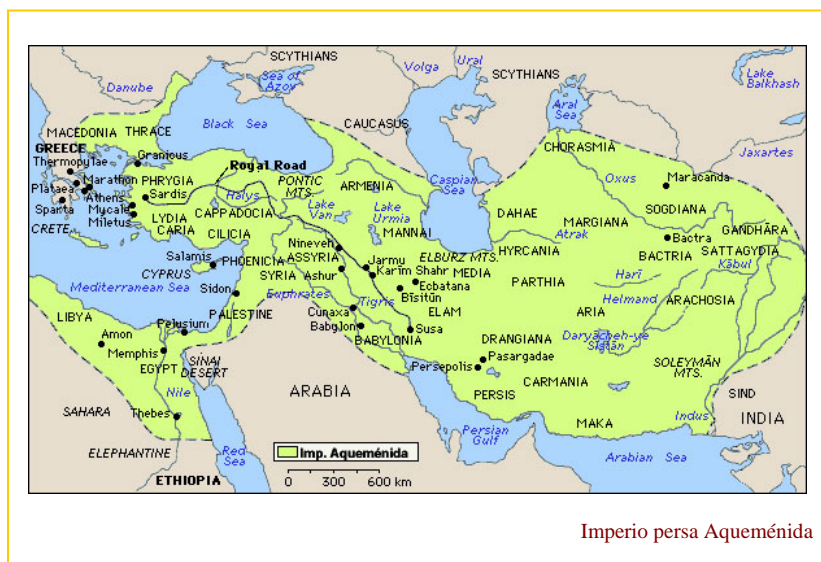 SCYTHIANS
Volga
Ural
SCYTHIANS
Lake
Balkhash
Danube
Sea of
Azov
Aral
Sea
MACEDONIA
THRACE
Black Sea
CAUCASUS
CHORASMIA
Jaxartes
GREECE
Thermopylae
Granicus
Royal Road
Caspian
Sea
Oxus
Maracanda
Marathon
PHRYGIA
PONTIC
MTS.
ARMENIA
Plataea
Athens
Sardis
Halys
Lake
Van
Lake
Urmia
DAHAE
MARGIANA
SOGDIANA
Sparta
Mycale
Miletus
LYDIA
CAPPADOCIA
MANNAI
Atrak
GANDHĀRA
CRETE
CARIA
CILICIA
Nineveh
ELBURZ MTS.
HYRCANIA
Bactra
BACTRIA
SATTAGYDIA
Salamis
PHOENICIA
ASSYRIA
Jarmu
Karīm Shahr
MEDIA
PARTHIA
Harī
Kābul
CYPRUS
SYRIA
Ashur
Ecbatana
Mediterranean Sea
Sidon
Euphrates
Tigris
Bīsitūn
Helmand
ARACHOSIA
LIBYA
Pelusium
PALESTINE
Cunaxa
ELAM
ARIA
Amon
Babylon
Susa
DRANGIANA
Daryācheh-ye
Sīstān
Memphis
BABYLONIA
Pasargadae
SOLEYMĀN
MTS.
EGYPT
SINAI
DESERT
Persepolis
CARMANIA
Nile
ARABIA
PERSIS
SIND
SAHARA
Thebes
MAKA
Indus
INDIA
ELEPHANTINE
Red
Sea
Persian
Gulf
Arabian Sea
Imp. Aqueménida
ETHIOPIA
0 300 600 km
Imperio persa Aqueménida